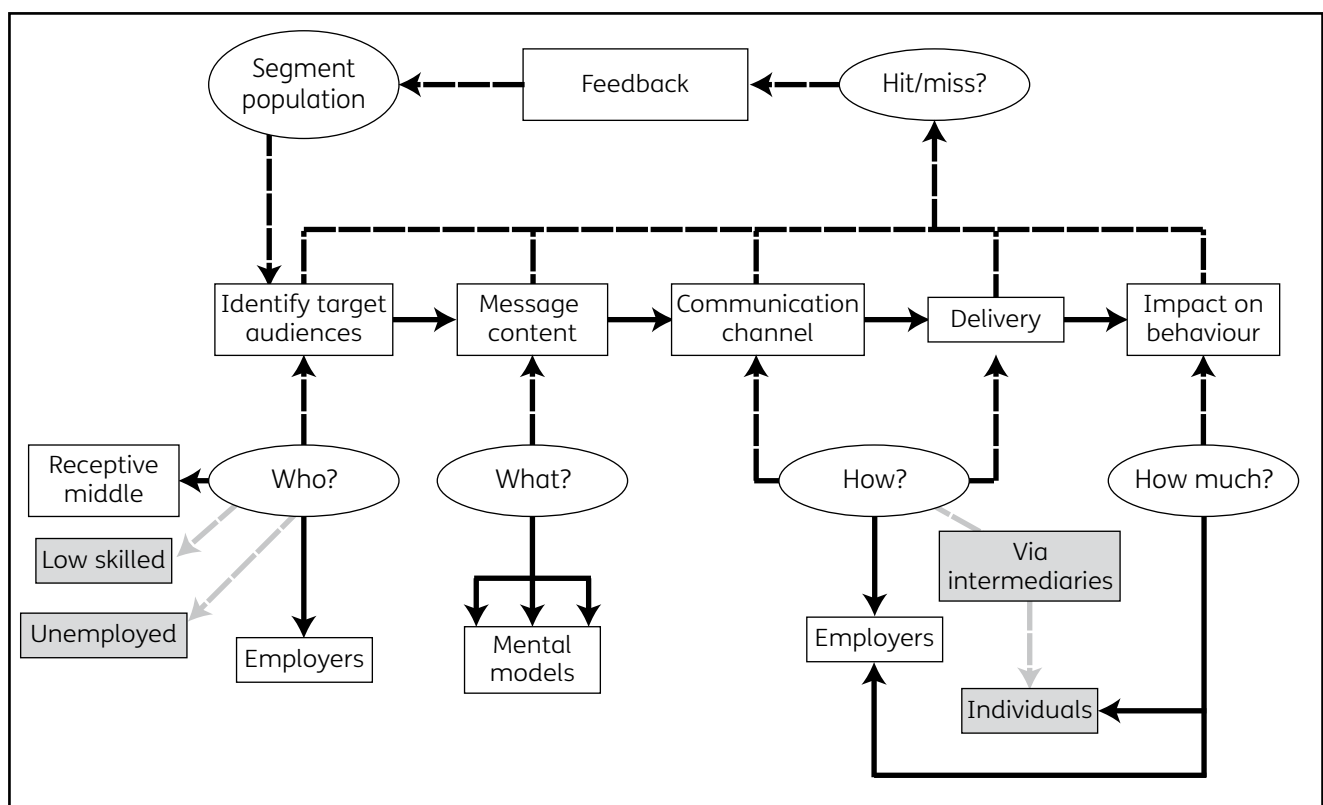 Segment
population
Feedback
Hit/miss?
Identify target
audiences
Message
content
Communication
channel
Delivery
Impact on
behaviour
Receptive
middle
Who?
What?
How?
How much?
Low skilled
Via
intermediaries
Unemployed
Employers
Mental
models
Employers
Individuals